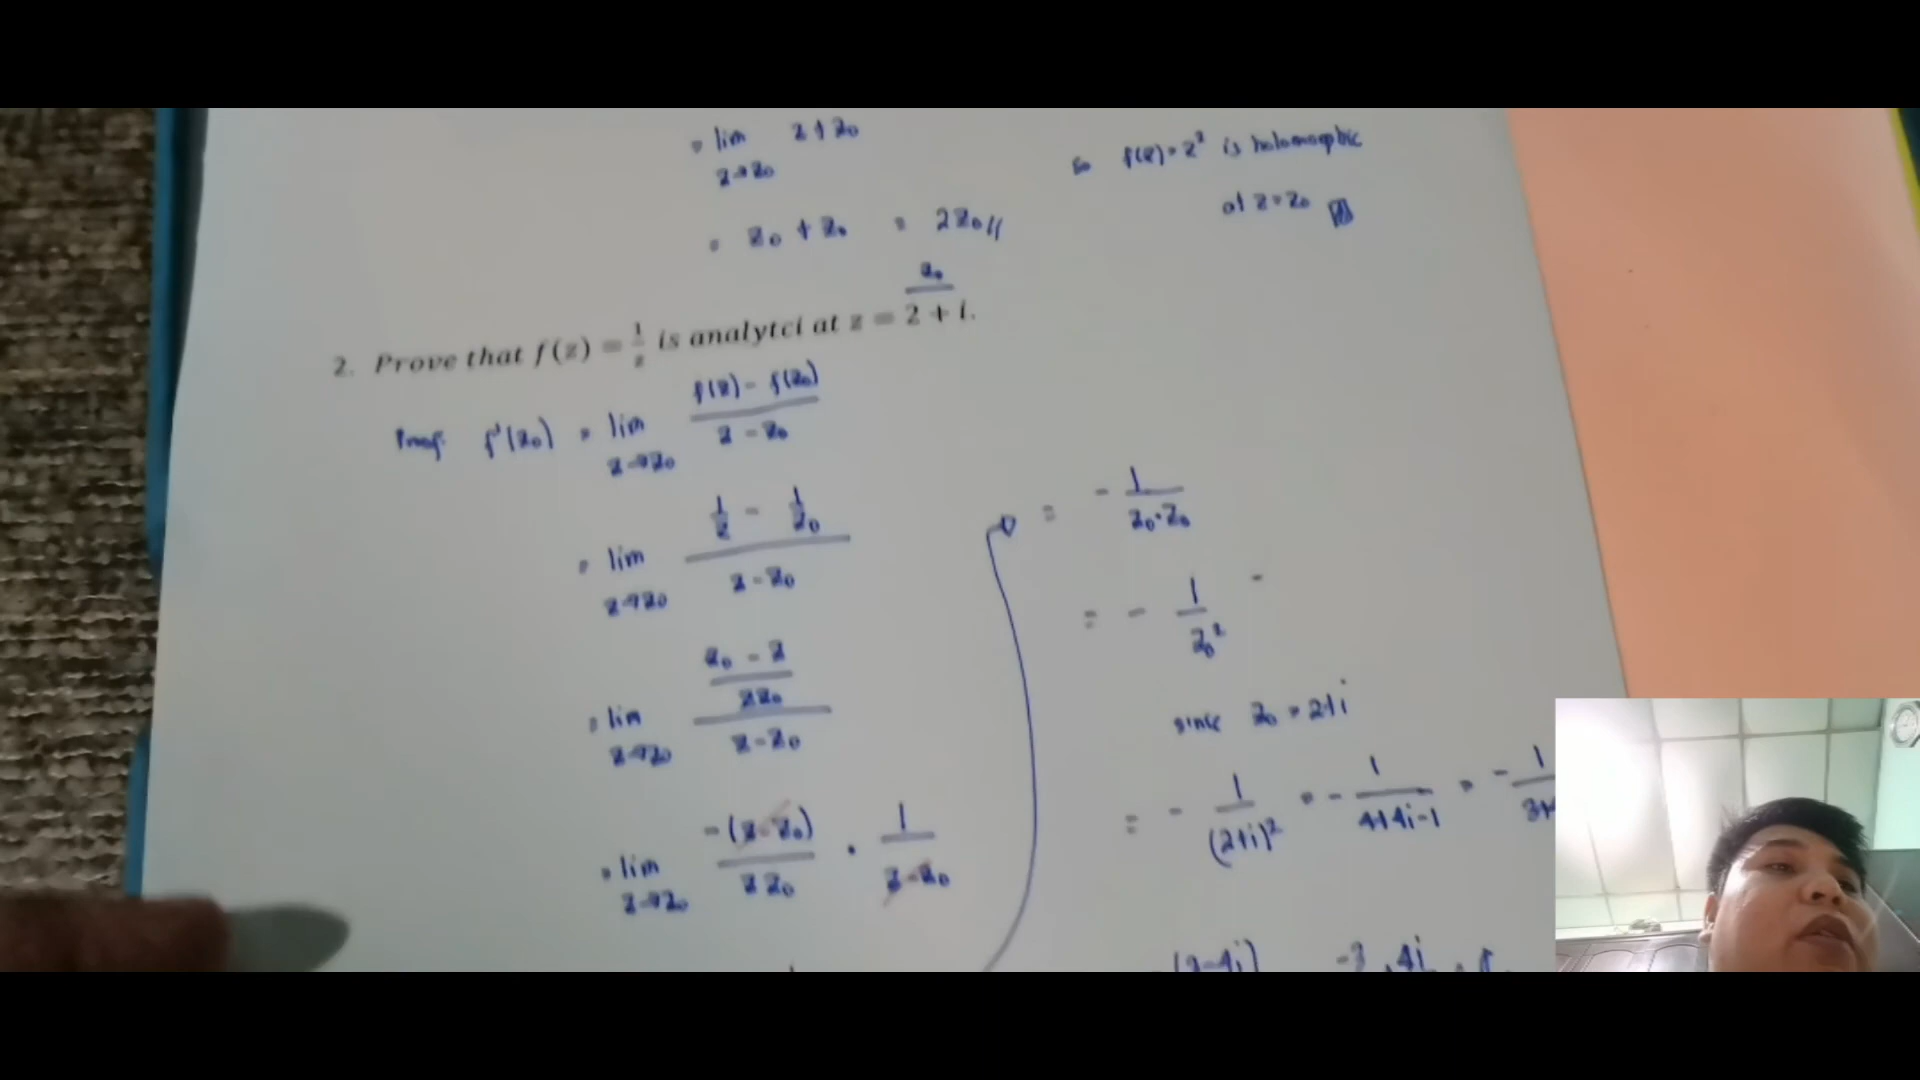 = lim z + z₀
z→z₀
= z₀ + z₀ = 2z₀ //
so f(z) = z² is holomorphic
at z = z₀
z₀
2. Prove that f(z) = 1/z is analytci at z = 2 + i.
Proof: f'(z₀) = lim (f(z) - f(z₀))/(z - z₀)
z→z₀
= lim (1/z - 1/z₀)/(z - z₀)
z→z₀
= lim ((z₀ - z)/(zz₀))/(z - z₀)
z→z₀
= lim -(z - z₀)/(zz₀) · 1/(z - z₀)
z→z₀
= - 1/(z₀·z₀)
= - 1/z₀²
since z₀ = 2+i
= - 1/(2+i)² = - 1/(4+4i-1) = - 1/3+